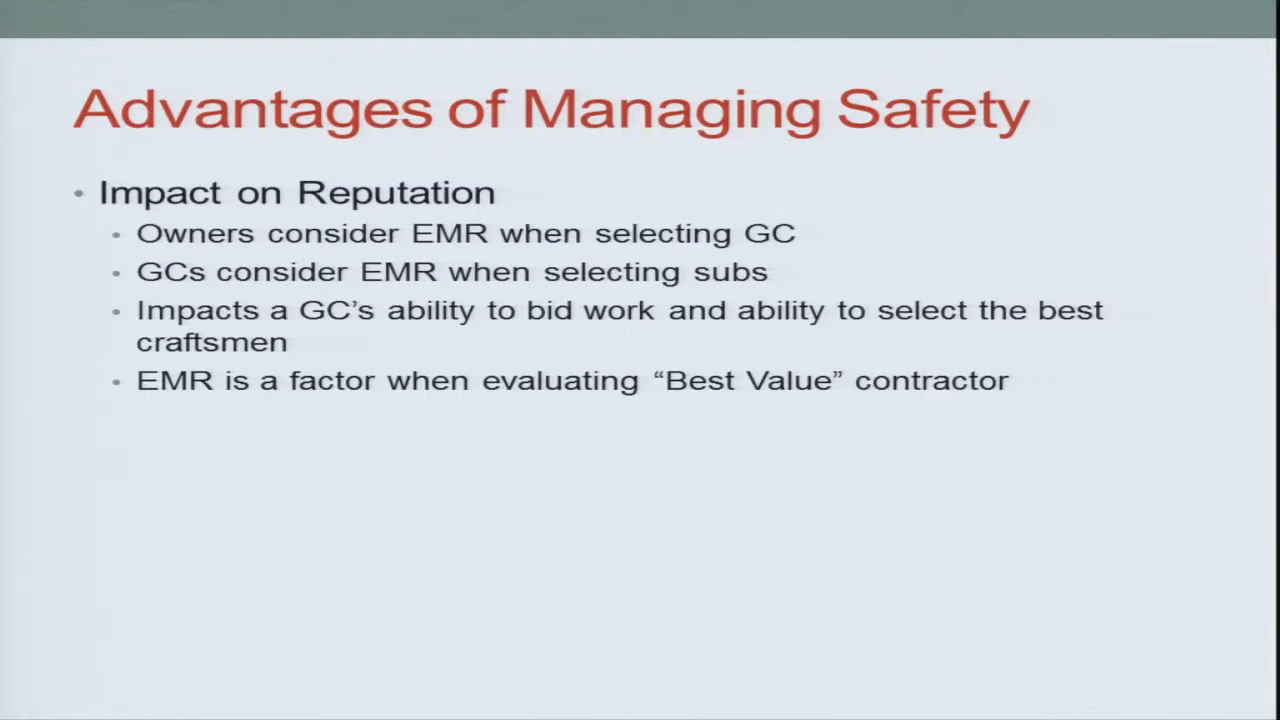 Advantages of Managing Safety
• Impact on Reputation
• Owners consider EMR when selecting GC
• GCs consider EMR when selecting subs
• Impacts a GC’s ability to bid work and ability to select the best
craftsmen
• EMR is a factor when evaluating “Best Value” contractor